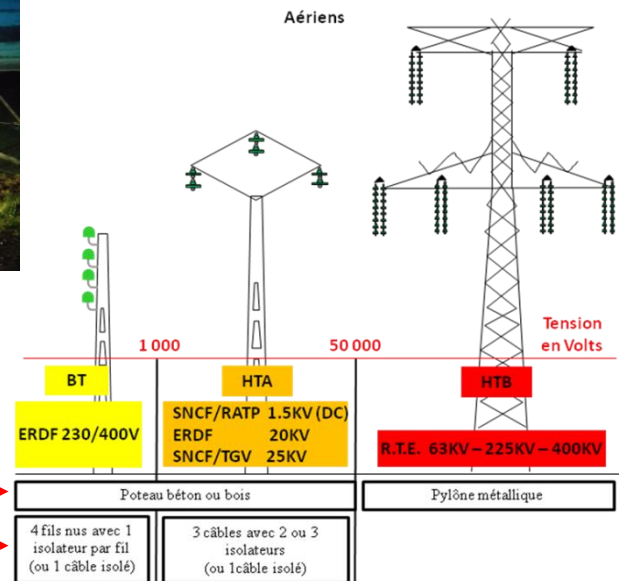 Aériens
Tension
en Volts
1 000
50 000
BT
HTA
HTB
ERDF 230/400V
SNCF/RATP 1.5KV (DC)
ERDF 20KV
SNCF/TGV 25KV
R.T.E. 63KV – 225KV – 400KV
Poteau béton ou bois
Pylône métallique
4 fils nus avec 1
isolateur par fil
(ou 1 câble isolé)
3 câbles avec 2 ou 3
isolateurs
(ou 1câble isolé)